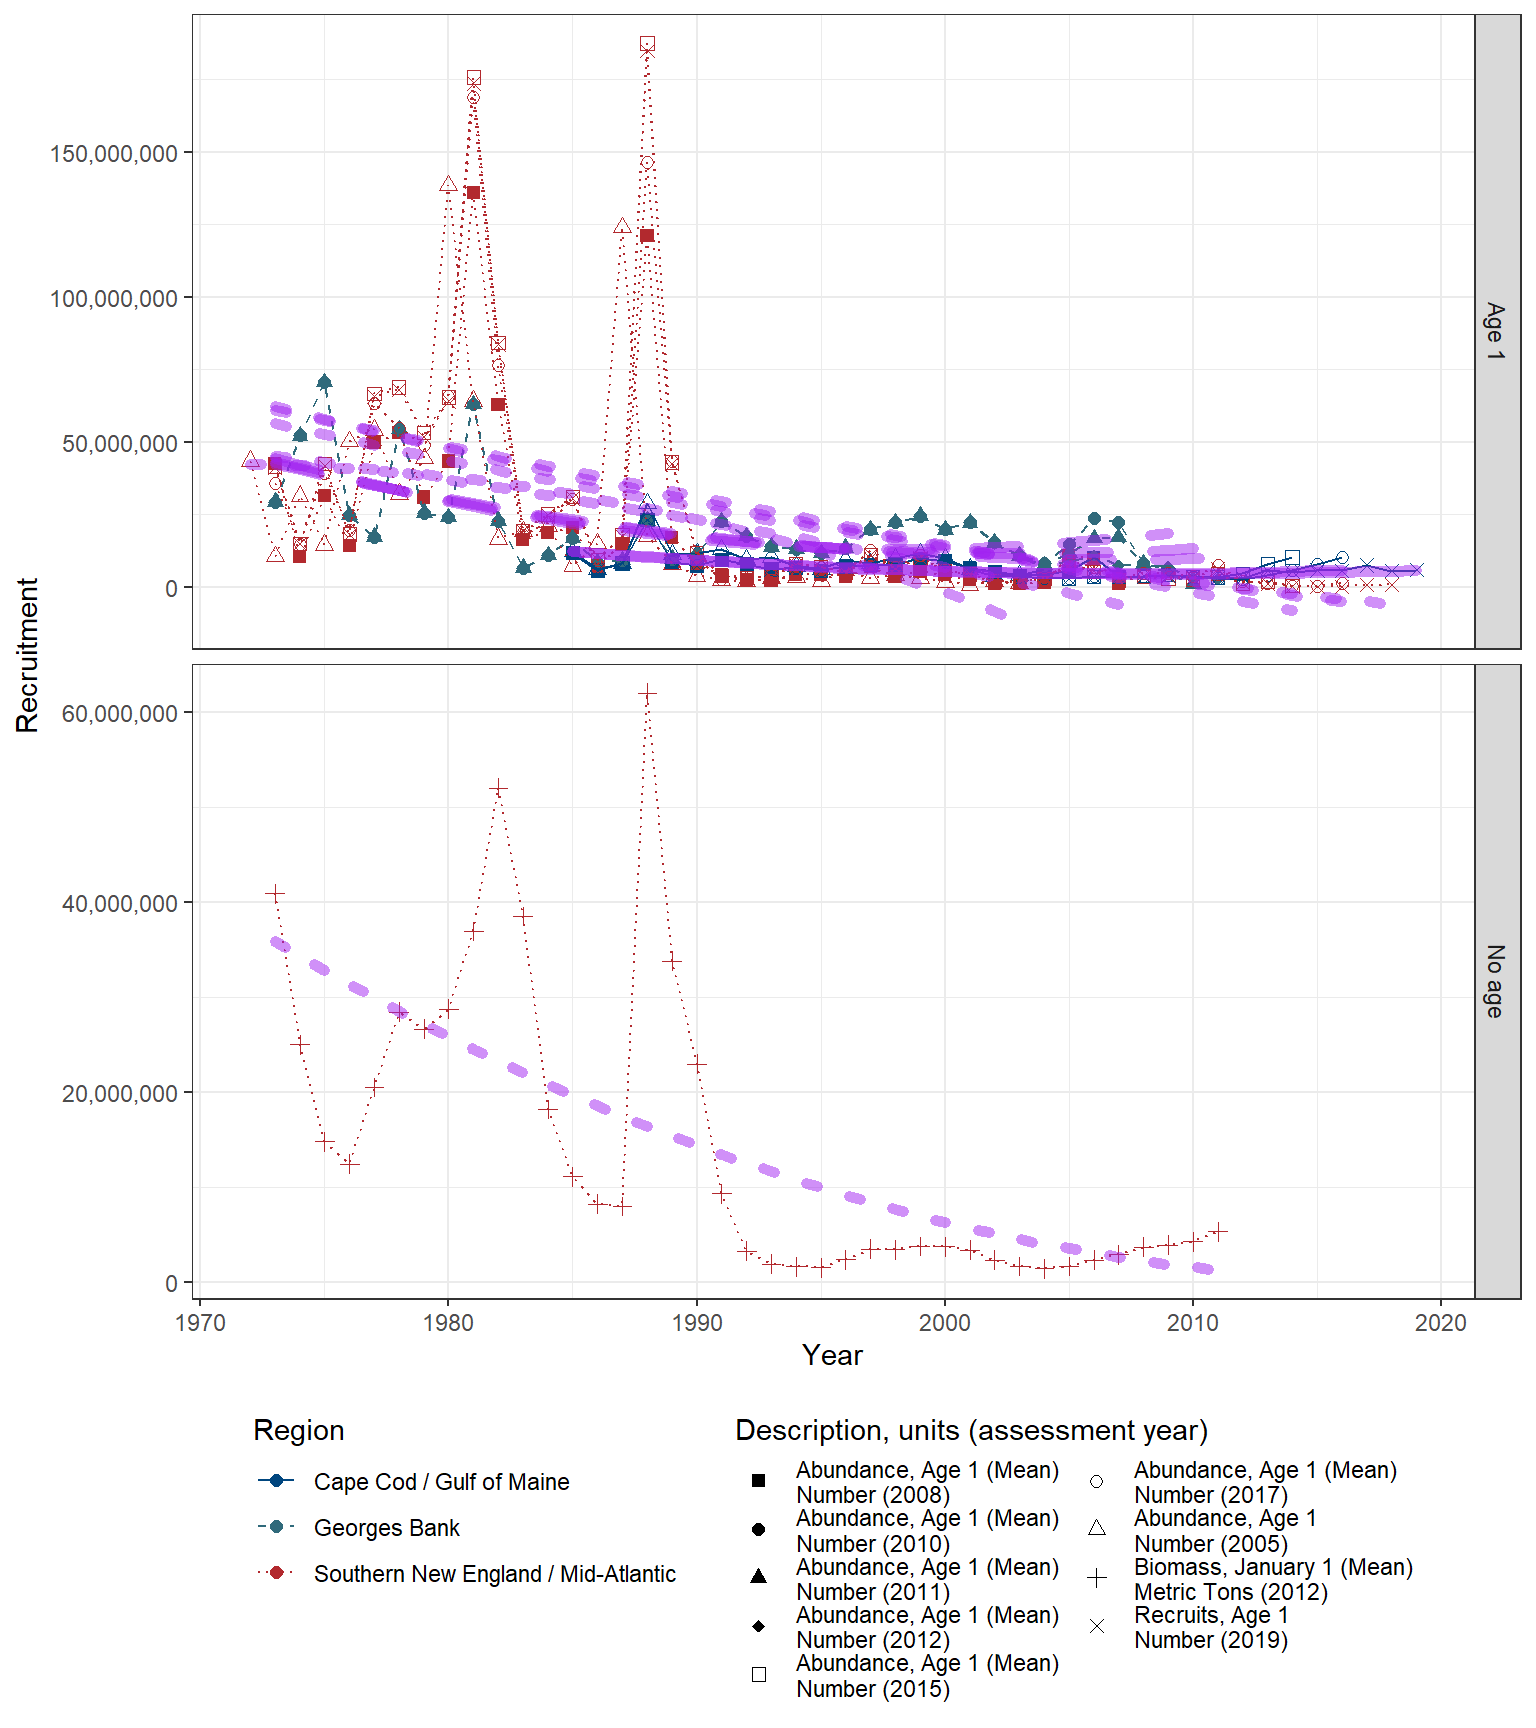 150,000,000
100,000,000
50,000,000
0
Age 1
Recruitment
60,000,000
40,000,000
20,000,000
0
No age
1970 1980 1990 2000 2010 2020
Year
Region
Cape Cod / Gulf of Maine
Georges Bank
Southern New England / Mid-Atlantic
Description, units (assessment year)
Abundance, Age 1 (Mean)
Number (2008)
Abundance, Age 1 (Mean)
Number (2010)
Abundance, Age 1 (Mean)
Number (2011)
Abundance, Age 1 (Mean)
Number (2012)
Abundance, Age 1 (Mean)
Number (2015)
Abundance, Age 1 (Mean)
Number (2017)
Abundance, Age 1
Number (2005)
Biomass, January 1 (Mean)
Metric Tons (2012)
Recruits, Age 1
Number (2019)